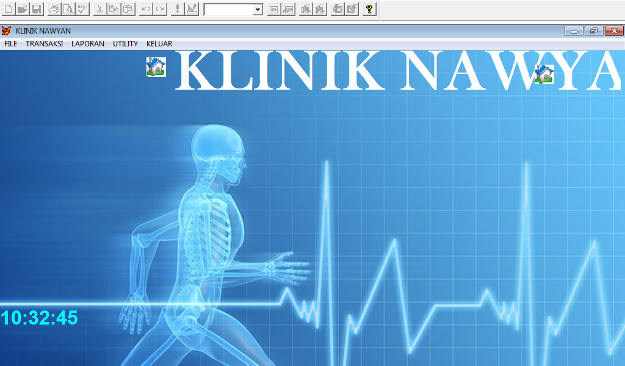 KLINIK NAWYAN
FILE TRANSAKSI LAPORAN UTILITY KELUAR
KLINIK NAWYA
10:32:45